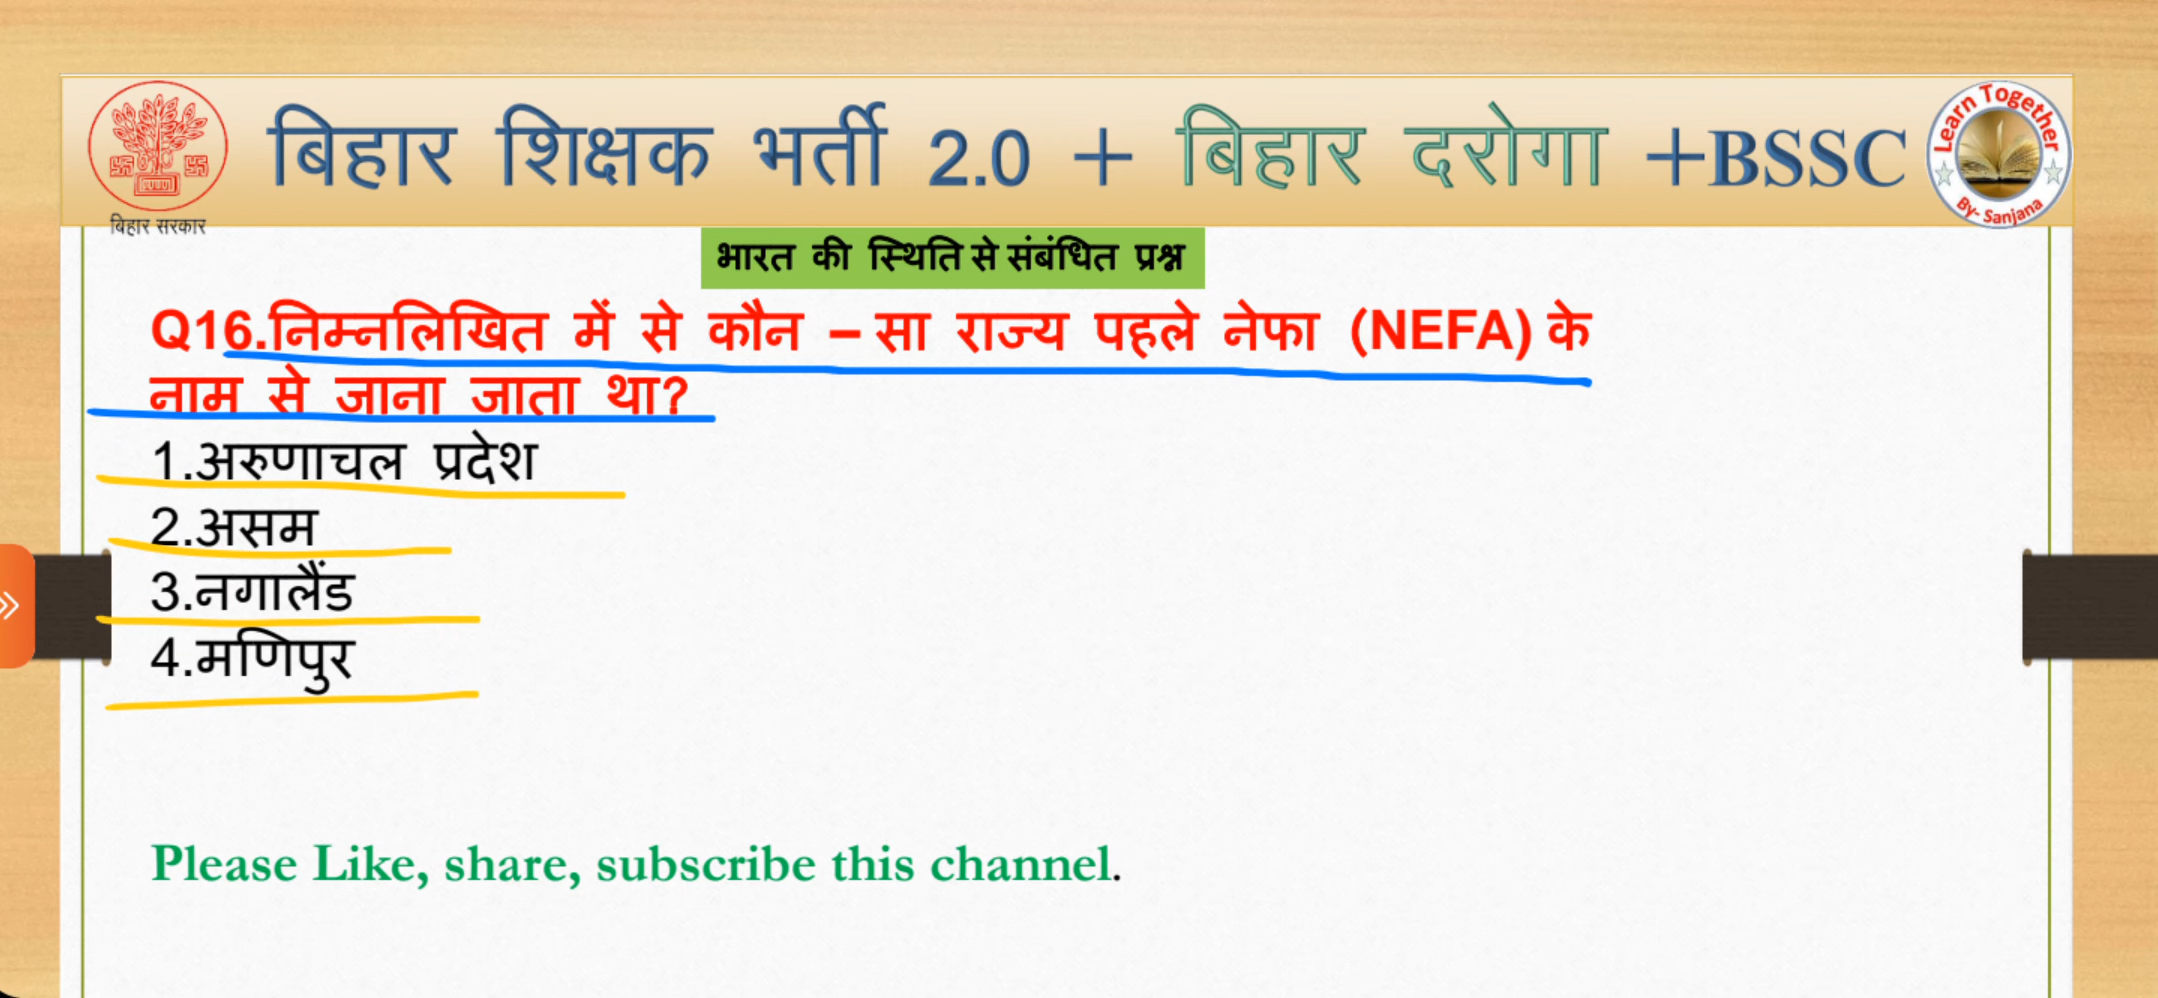 बिहार शिक्षक भर्ती 2.0 + बिहार दरोगा +BSSC
Learn Together
By- Sanjana
बिहार सरकार
भारत की स्थिति से संबंधित प्रश्न
Q16.निम्नलिखित में से कौन – सा राज्य पहले नेफा (NEFA) के
नाम से जाना जाता था?
1.अरुणाचल प्रदेश
2.असम
3.नगालैंड
4.मणिपुर
Please Like, share, subscribe this channel.